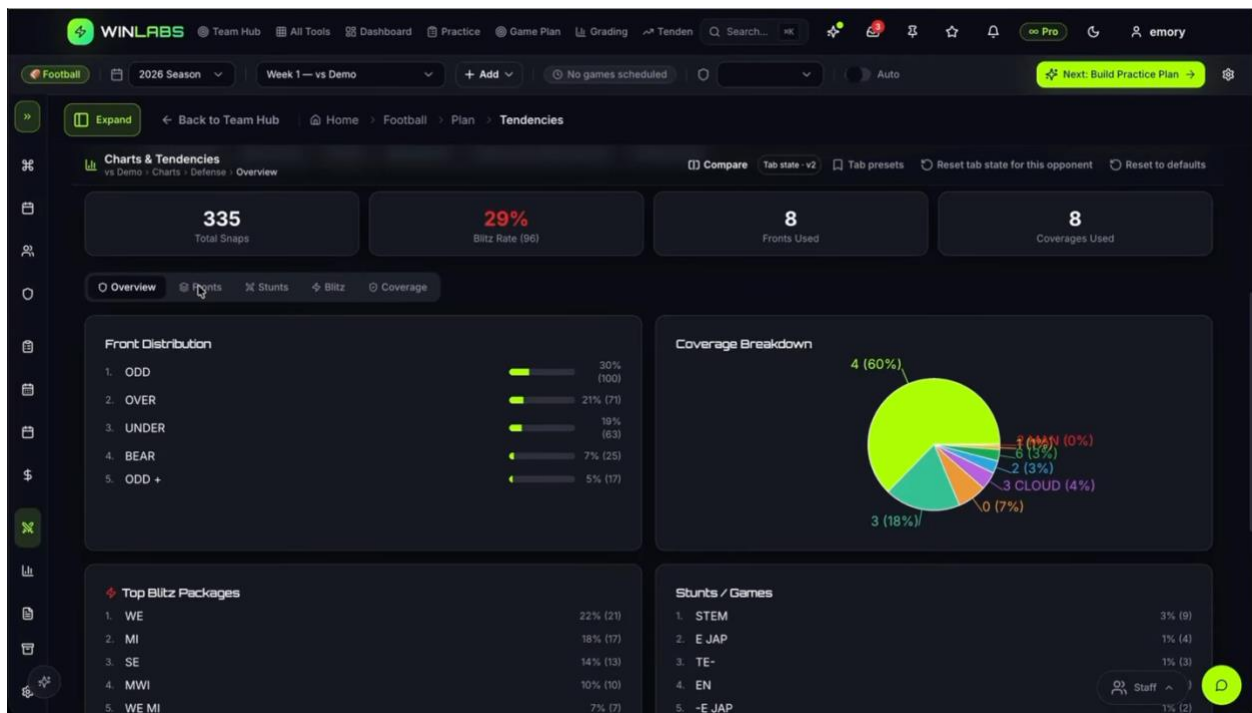 WINLABS Team Hub All Tools Dashboard Practice Game Plan Grading Tenden Search... ⌘K 3 ∞ Pro emory
Football 2026 Season Week 1 — vs Demo + Add No games scheduled Auto Next: Build Practice Plan →
Expand ← Back to Team Hub Home > Football > Plan > Tendencies
Charts & Tendencies
vs Demo › Charts › Defense › Overview
Compare Tab state · v2 Tab presets Reset tab state for this opponent Reset to defaults
335
Total Snaps
29%
Blitz Rate (96)
8
Fronts Used
8
Coverages Used
Overview Fronts Stunts Blitz Coverage
Front Distribution
1. ODD 30% (100)
2. OVER 21% (71)
3. UNDER 19% (63)
4. BEAR 7% (25)
5. ODD + 5% (17)
Coverage Breakdown
4 (60%)
MAN (0%)
6 (3%)
2 (3%)
3 CLOUD (4%)
0 (7%)
3 (18%)
Top Blitz Packages
1. WE 22% (21)
2. MI 18% (17)
3. SE 14% (13)
4. MWI 10% (10)
5. WE MI 7% (7)
Stunts / Games
1. STEM 3% (9)
2. E JAP 1% (4)
3. TE- 1% (3)
4. EN
5. -E JAP 1% (2)
Staff